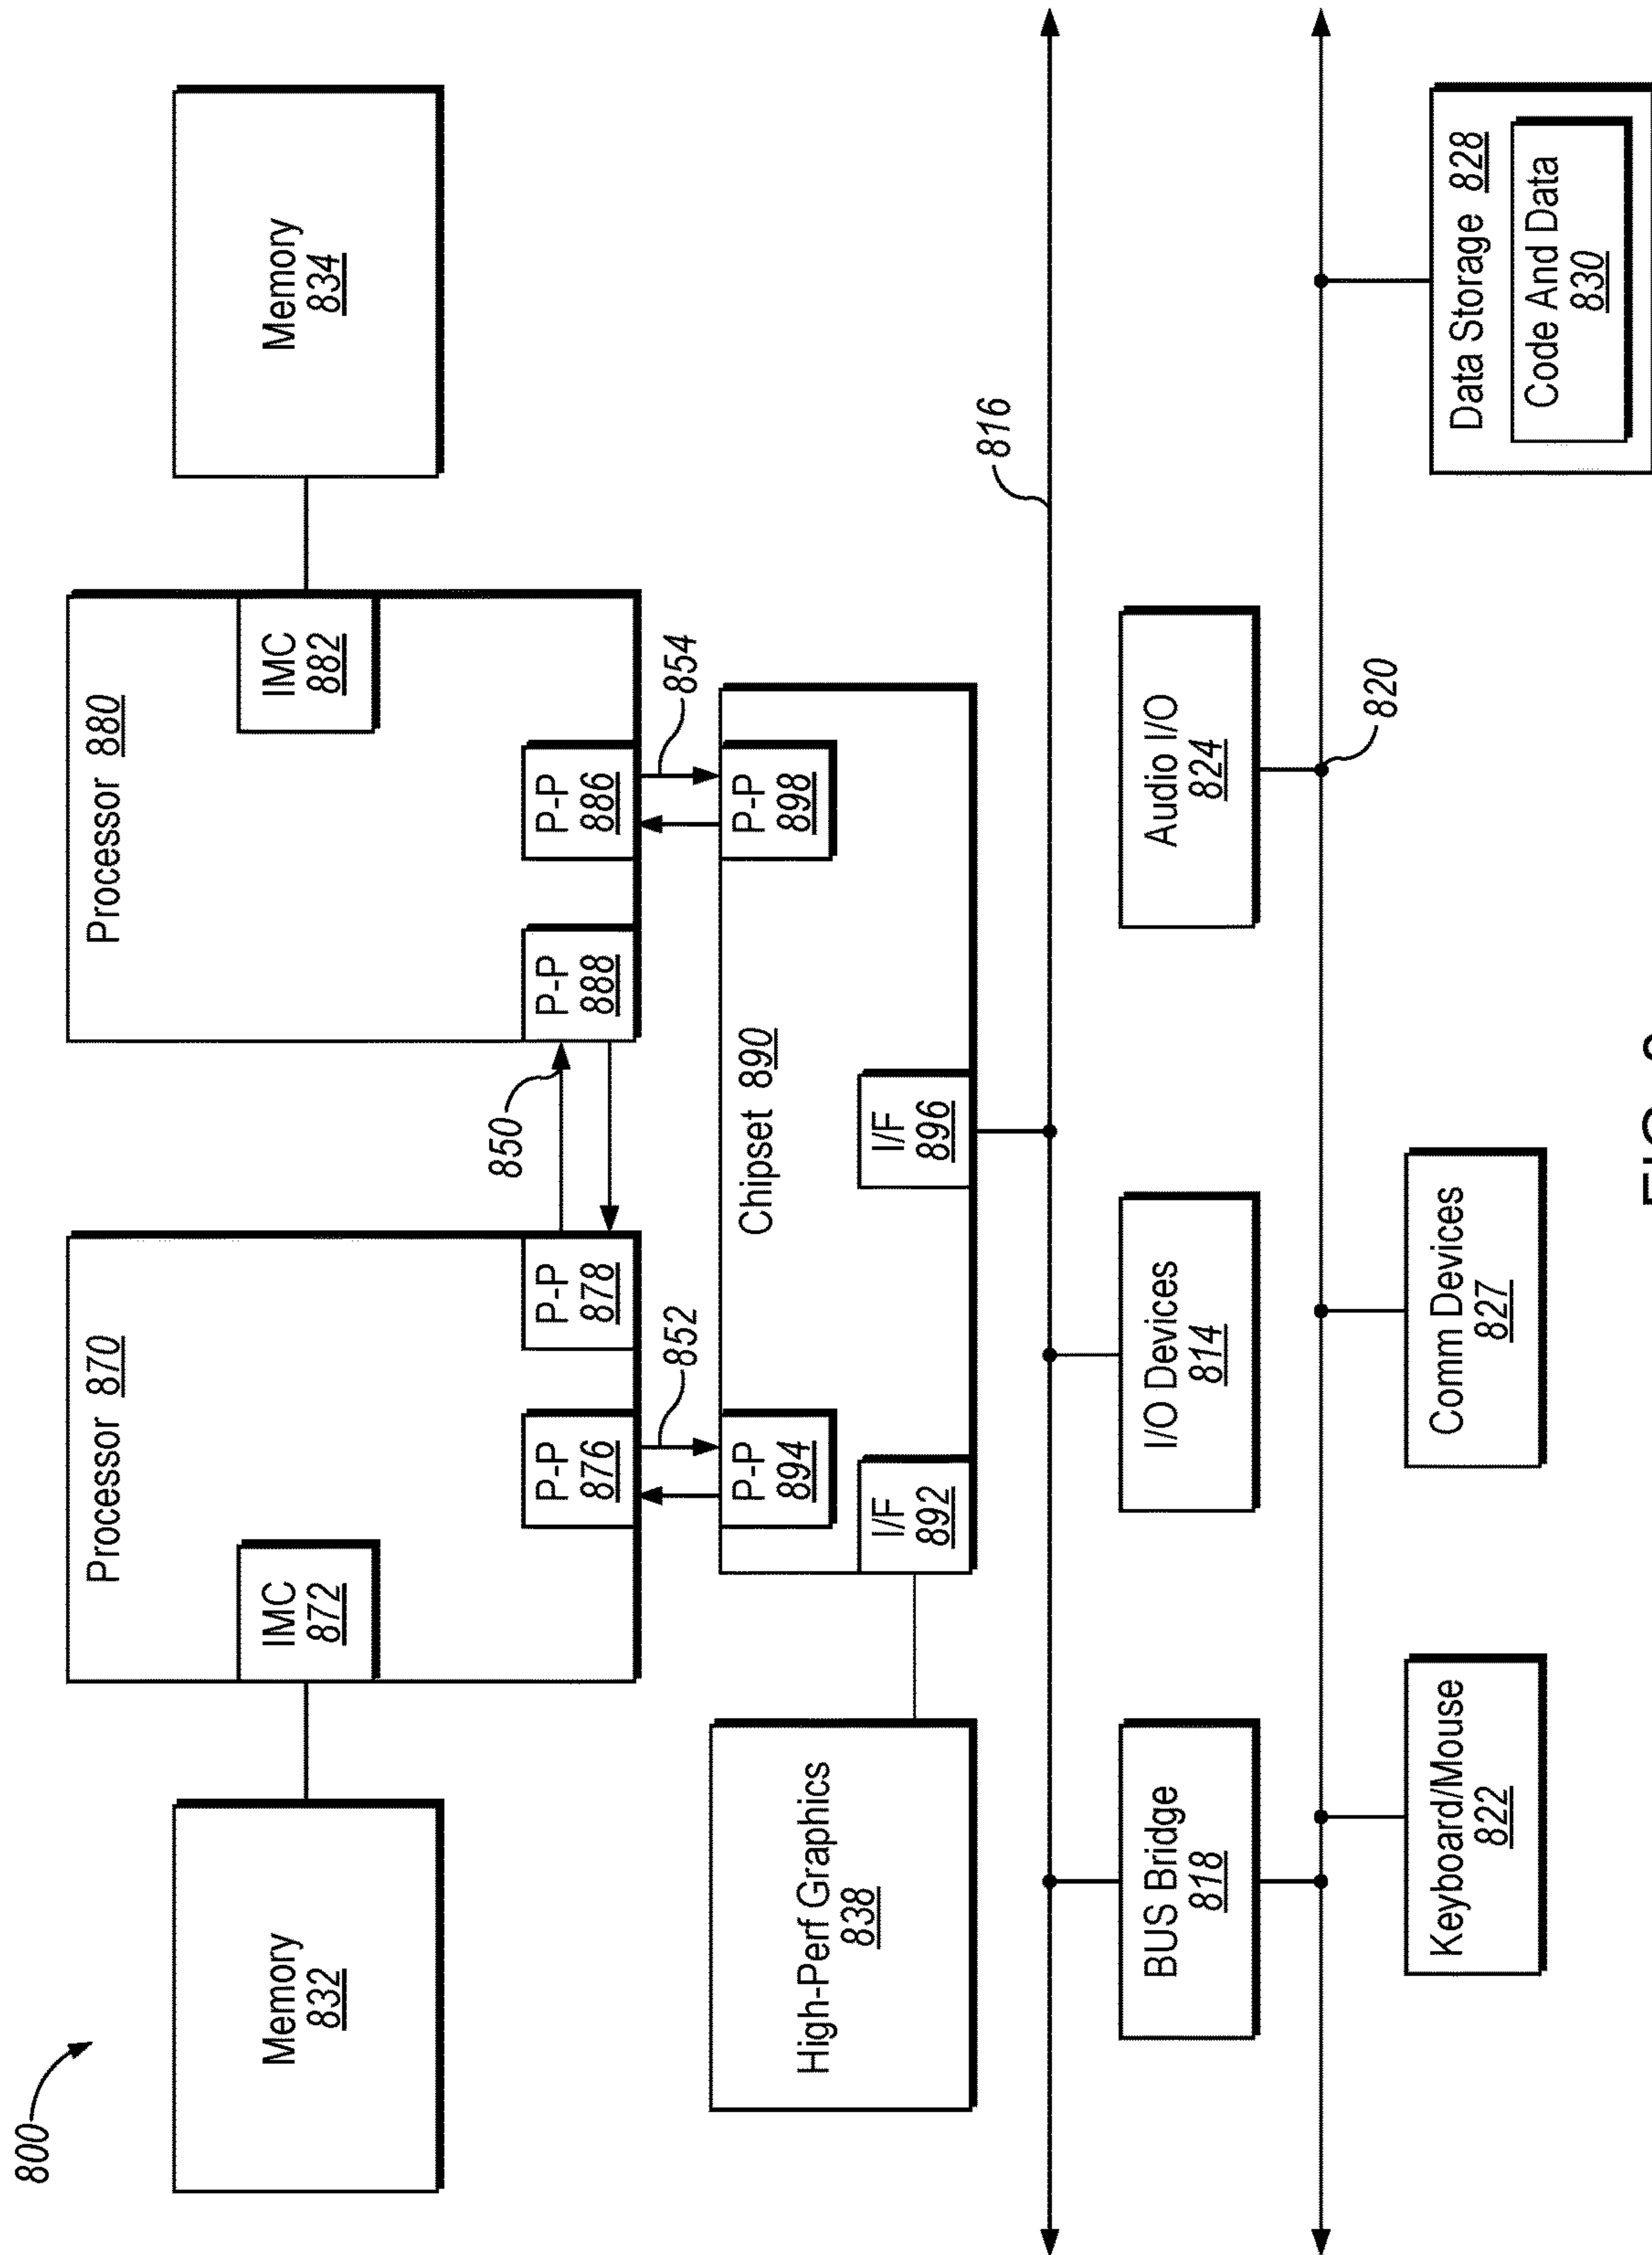 800
Processor 870
Processor 880
Memory
832
IMC
872
850
IMC
882
Memory
834
P-P
876
P-P
878
P-P
888
P-P
886
852
854
High-Perf Graphics
838
P-P
894
Chipset 890
P-P
898
I/F
892
I/F
896
816
BUS Bridge
818
I/O Devices
814
Audio I/O
824
820
Keyboard/Mouse
822
Comm Devices
827
Data Storage 828
Code And Data
830